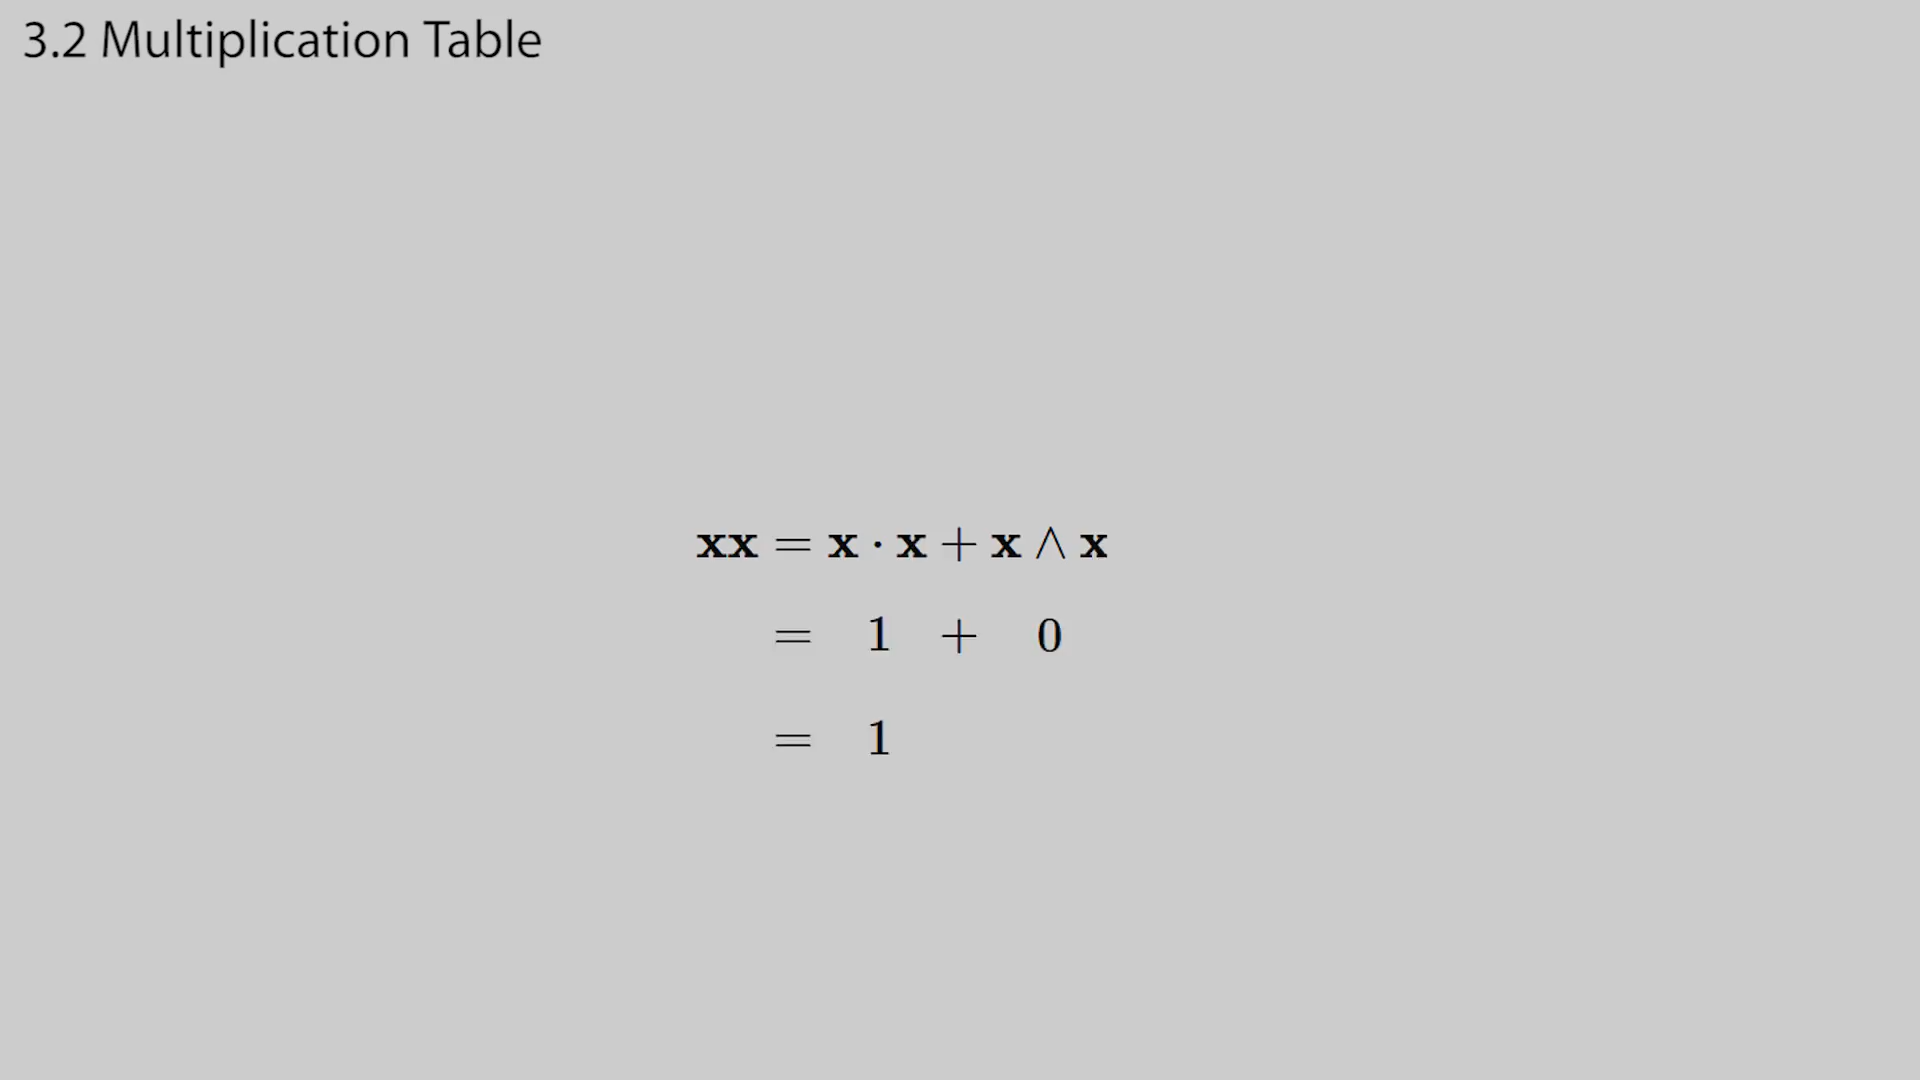 3.2 Multiplication Table
xx = x · x + x ∧ x
= 1 + 0
= 1